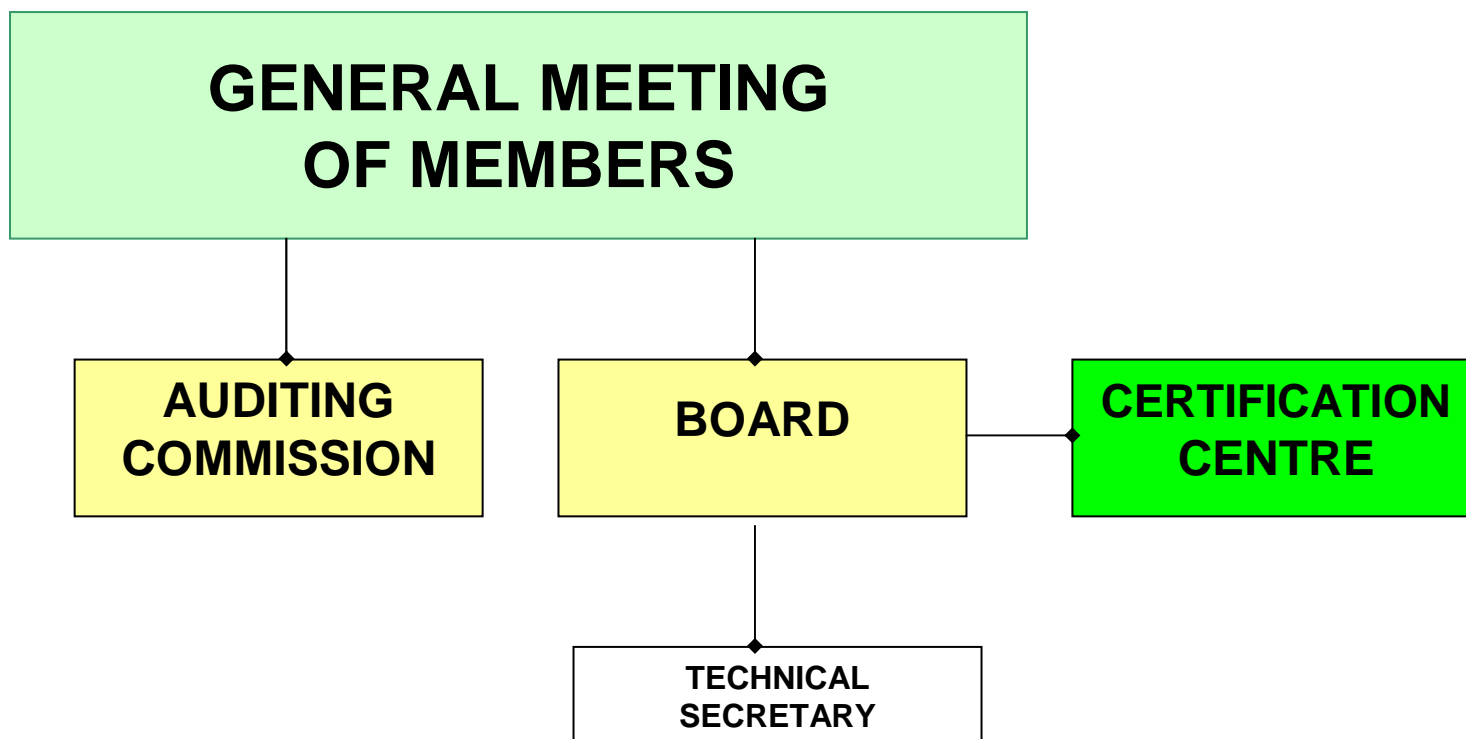 GENERAL MEETING
OF MEMBERS
AUDITING
COMMISSION
BOARD
CERTIFICATION
CENTRE
TECHNICAL
SECRETARY